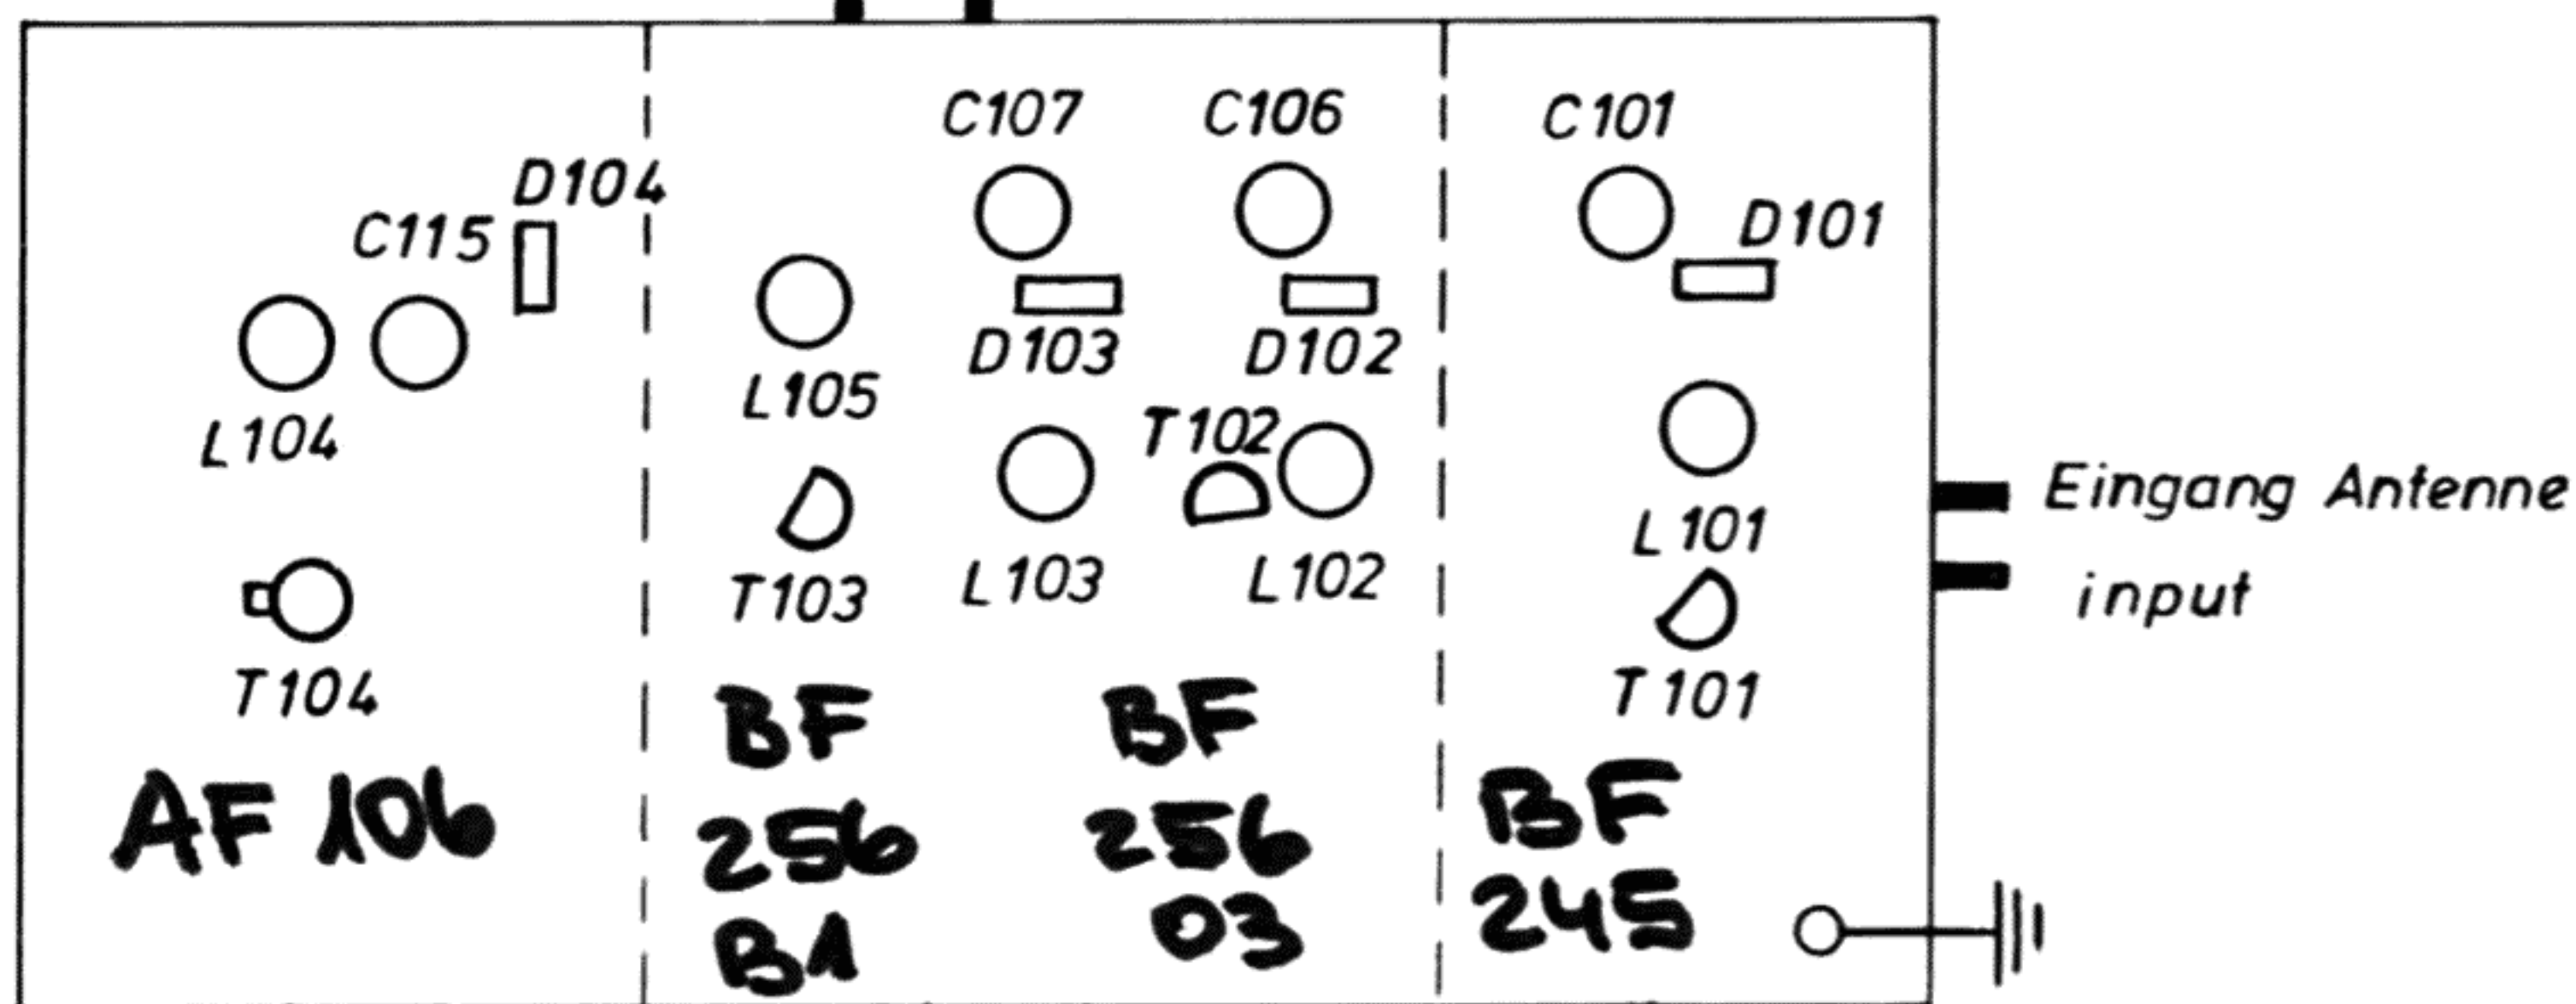 C107 C106 C101
D104
C115 D101
D103 D102
L105
T102
L104
L101
T103 L103 L102
T104 T101
Eingang Antenne
input
AF 106
BF
256
B1
BF
256
03
BF
245